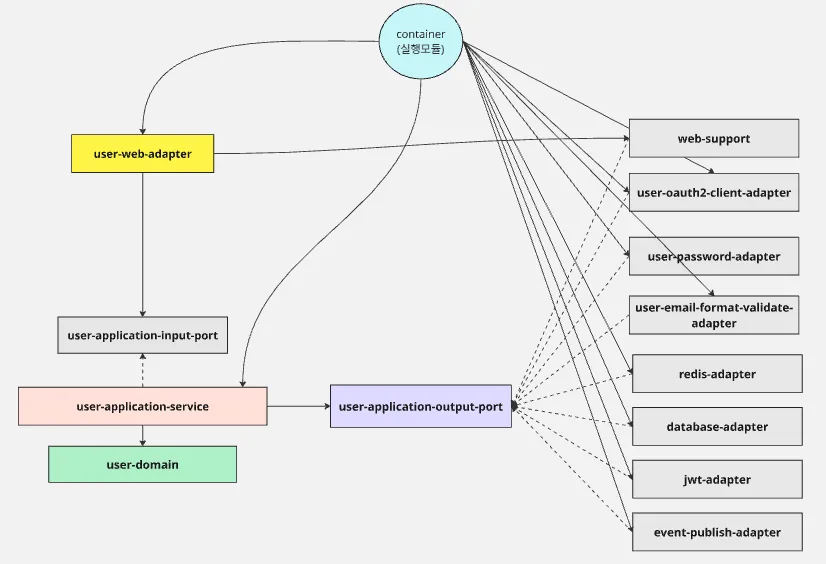 container
(실행모듈)
user-web-adapter
web-support
user-oauth2-client-adapter
user-password-adapter
user-email-format-validate-
adapter
user-application-input-port
redis-adapter
user-application-service
user-application-output-port
database-adapter
user-domain
jwt-adapter
event-publish-adapter